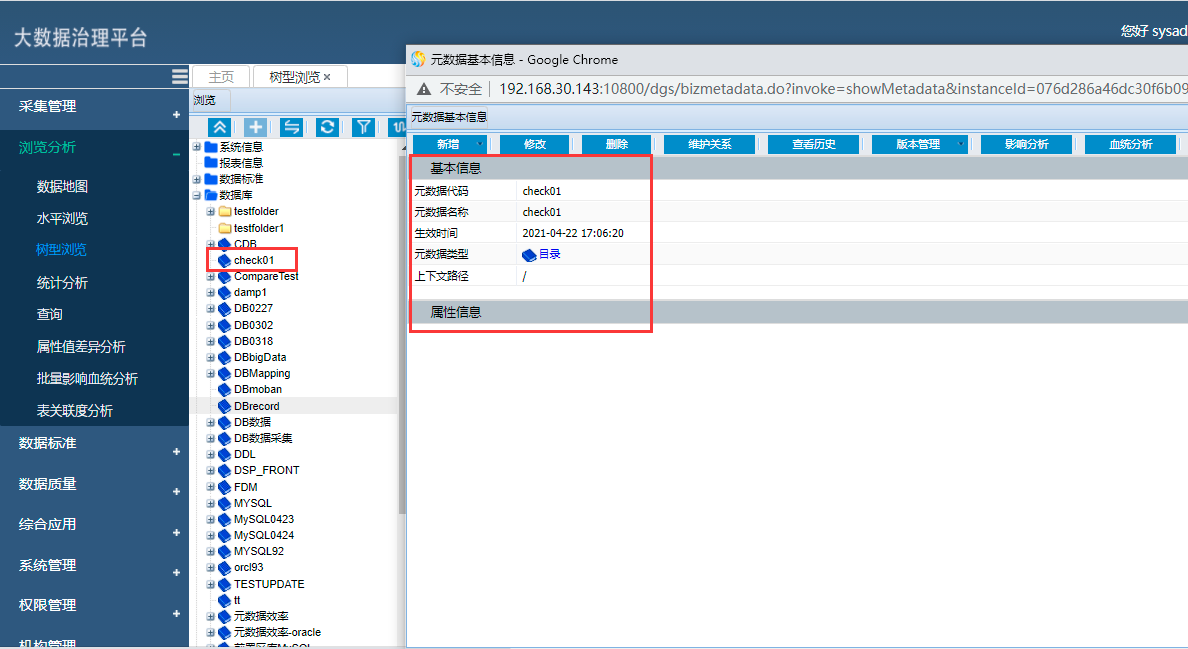 大数据治理平台
您好 sysad
采集管理
浏览分析
数据地图
水平浏览
树型浏览
统计分析
查询
属性值差异分析
批量影响血统分析
表关联度分析
数据标准
数据质量
综合应用
系统管理
权限管理
机构管理
主页
树型浏览 ×
浏览
系统信息
报表信息
数据标准
数据库
testfolder
testfolder1
CDB
check01
CompareTest
damp1
DB0227
DB0302
DB0318
DBbigData
DBMapping
DBmoban
DBrecord
DB数据
DB数据采集
DDL
DSP_FRONT
FDM
MYSQL
MySQL0423
MySQL0424
MYSQL92
orcl93
TESTUPDATE
tt
元数据效率
元数据效率-oracle
元数据基本信息 - Google Chrome
不安全 192.168.30.143:10800/dgs/bizmetadata.do?invoke=showMetadata&instanceId=076d286a46dc30f6b09
元数据基本信息
新增 修改 删除 维护关系 查看历史 版本管理 影响分析 血统分析
基本信息
元数据代码 check01
元数据名称 check01
生效时间 2021-04-22 17:06:20
元数据类型 目录
上下文路径 /
属性信息